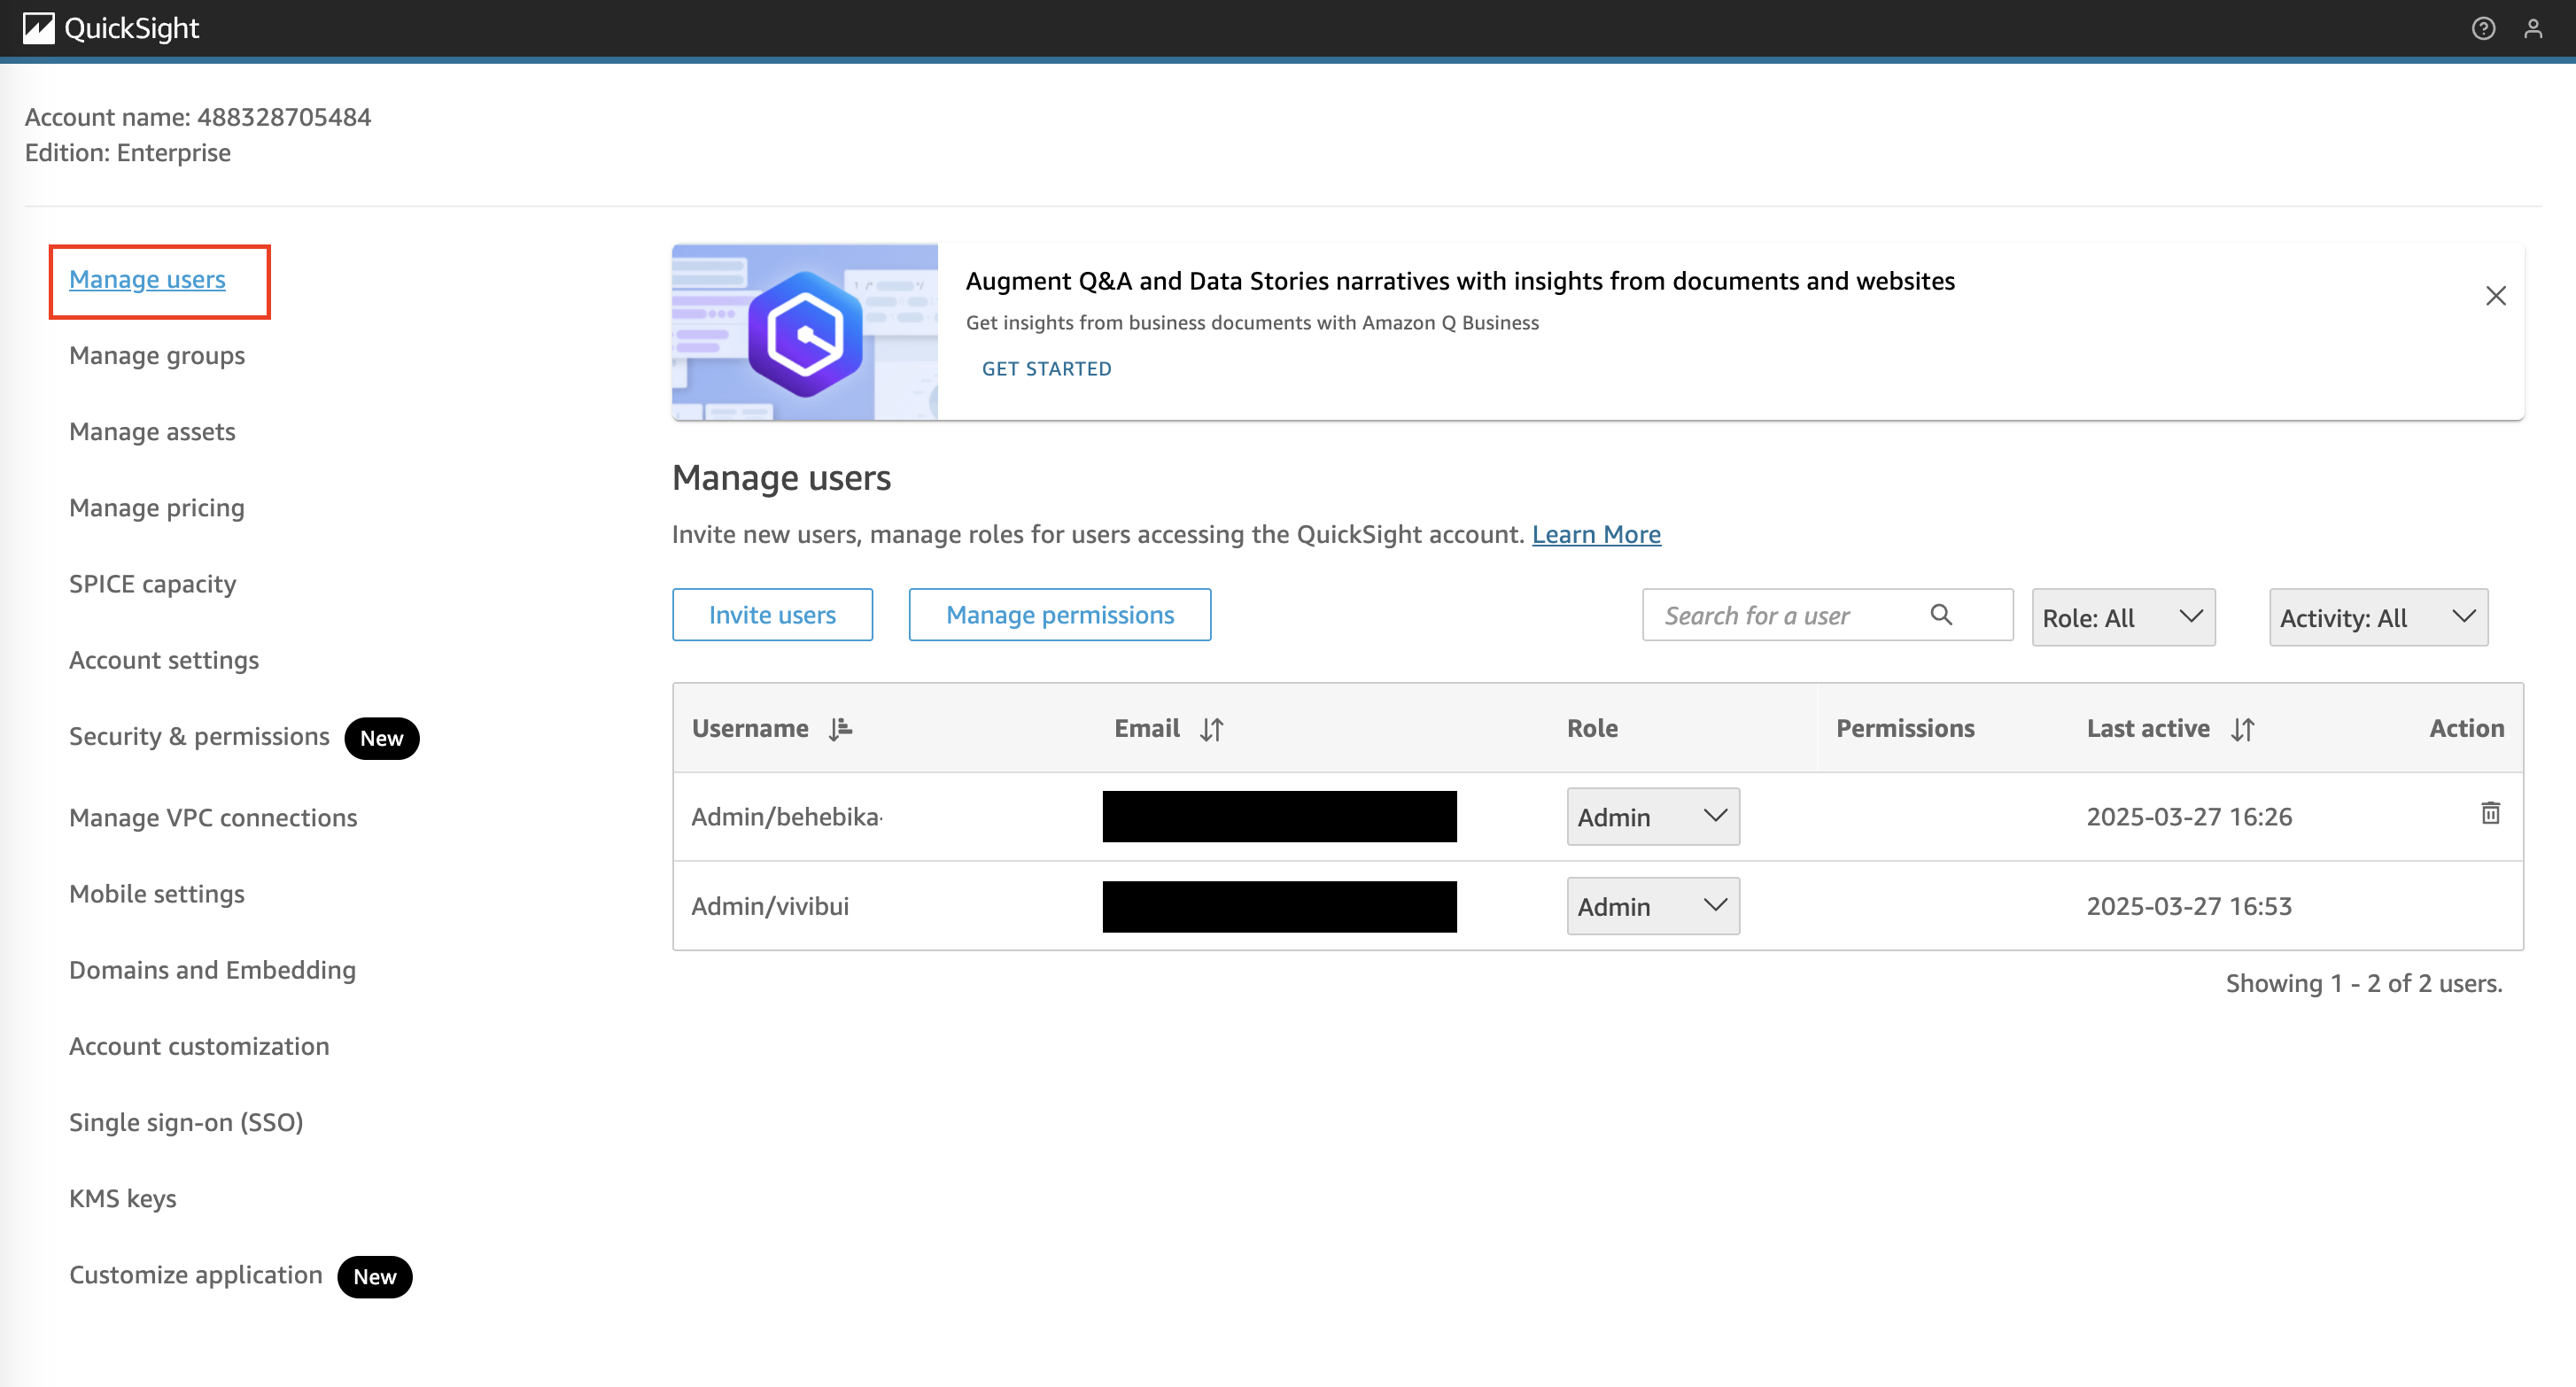 QuickSight
Account name: 488328705484
Edition: Enterprise
Manage users
Manage groups
Manage assets
Manage pricing
SPICE capacity
Account settings
Security & permissions New
Manage VPC connections
Mobile settings
Domains and Embedding
Account customization
Single sign-on (SSO)
KMS keys
Customize application New
Augment Q&A and Data Stories narratives with insights from documents and websites
Get insights from business documents with Amazon Q Business
GET STARTED
Manage users
Invite new users, manage roles for users accessing the QuickSight account. Learn More
Invite users Manage permissions Search for a user Role: All Activity: All
Username Email Role Permissions Last active Action
Admin/behebika Admin 2025-03-27 16:26
Admin/vivibui Admin 2025-03-27 16:53
Showing 1 - 2 of 2 users.